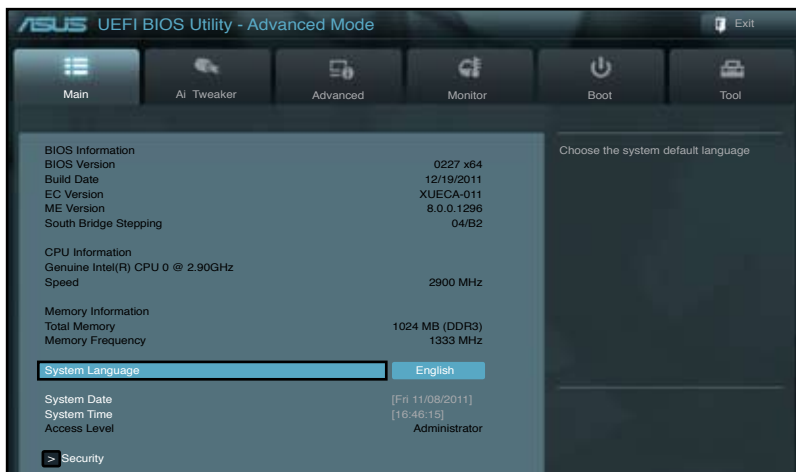 ASUS UEFI BIOS Utility - Advanced Mode
Exit
Main
Ai Tweaker
Advanced
Monitor
Boot
Tool
BIOS Information
BIOS Version 0227 x64
Build Date 12/19/2011
EC Version XUECA-011
ME Version 8.0.0.1296
South Bridge Stepping 04/B2
CPU Information
Genuine Intel(R) CPU 0 @ 2.90GHz
Speed 2900 MHz
Memory Information
Total Memory 1024 MB (DDR3)
Memory Frequency 1333 MHz
System Language English
System Date [Fri 11/08/2011]
System Time [16:46:15]
Access Level Administrator
> Security
Choose the system default language